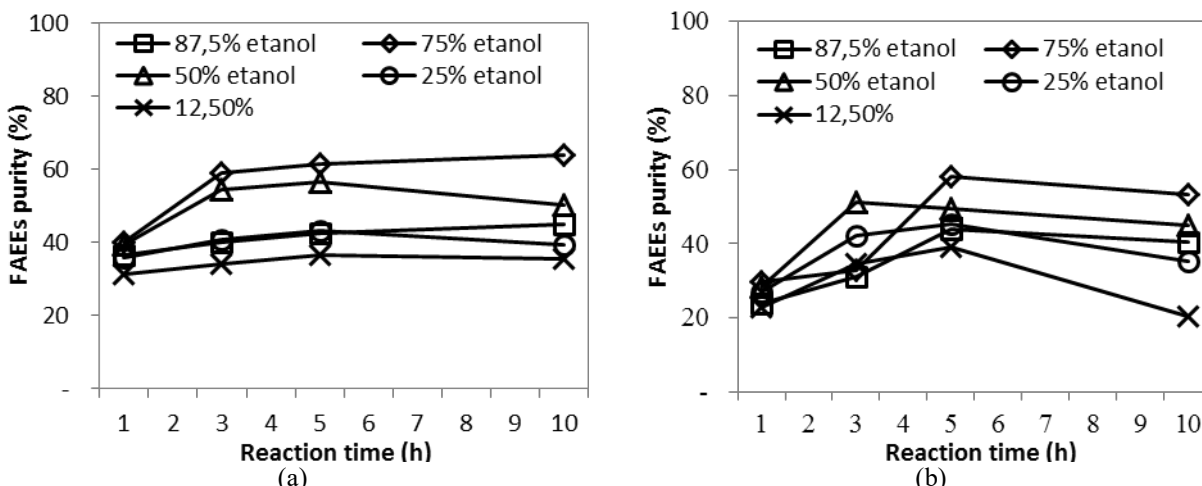 100
80
60
40
20
-
FAEEs purity (%)
87,5% etanol
75% etanol
50% etanol
25% etanol
12,50%
1 2 3 4 5 6 7 8 9 10
Reaction time (h)
(a)
100
80
60
40
20
-
FAEEs purity (%)
87,5% etanol
75% etanol
50% etanol
25% etanol
12,50%
1 2 3 4 5 6 7 8 9 10
Reaction time (h)
(b)